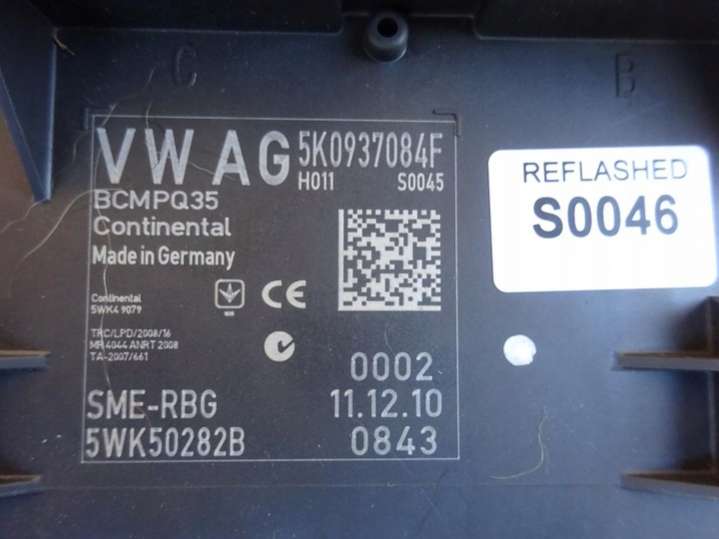 C
B
VW AG 5K0937084F
H011 S0045
BCMPQ35
Continental
Made in Germany
Continental
5WK4 9079
CE
TRC/LPD/2008/16
MR 4044 ANRT 2008
TA-2007/661
0002
SME-RBG 11.12.10
5WK50282B 0843
REFLASHED
S0046